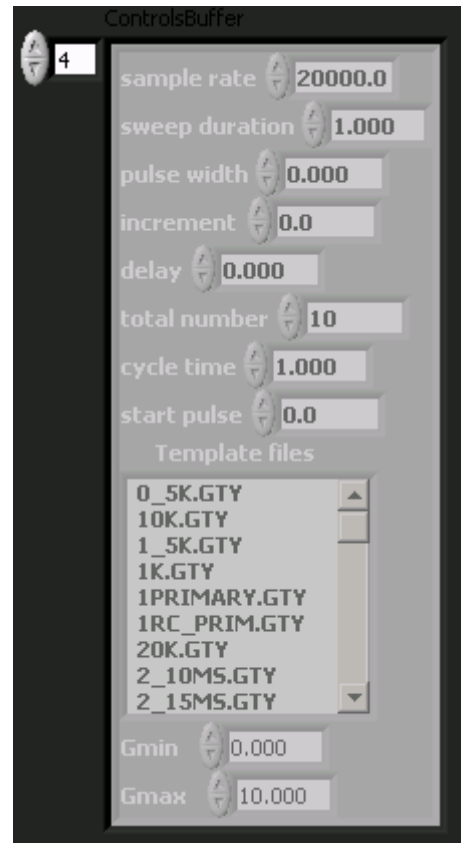 ControlsBuffer
4
sample rate 20000.0
sweep duration 1.000
pulse width 0.000
increment 0.0
delay 0.000
total number 10
cycle time 1.000
start pulse 0.0
Template files
0_5K.GTY
10K.GTY
1_5K.GTY
1K.GTY
1PRIMARY.GTY
1RC_PRIM.GTY
20K.GTY
2_10MS.GTY
2_15MS.GTY
Gmin 0.000
Gmax 10.000